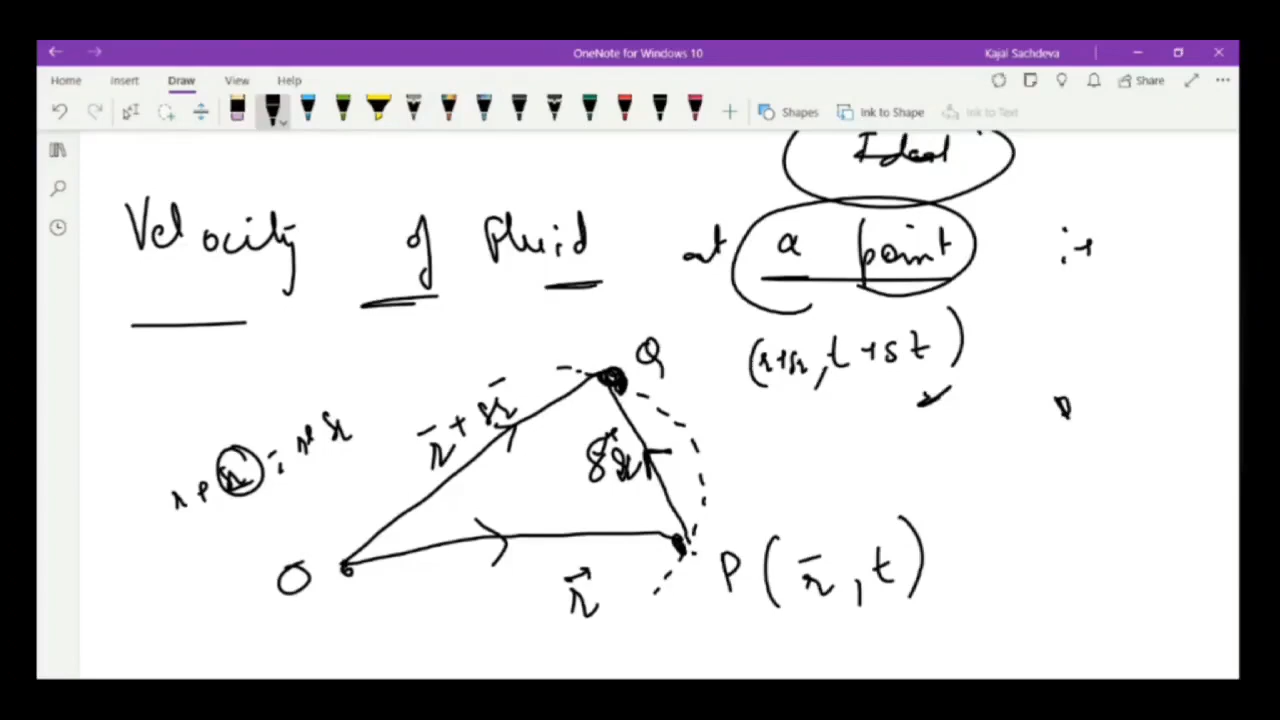 OneNote for Windows 10
Kajal Sachdeva
Home Insert Draw View Help
Share
Shapes Ink to Shape Ink to Text
Ideal
Velocity of fluid at a point
Q
(r+δr, t+δt)
r̄ + δr̄
δr̄
O
r⃗
P (r̄, t)